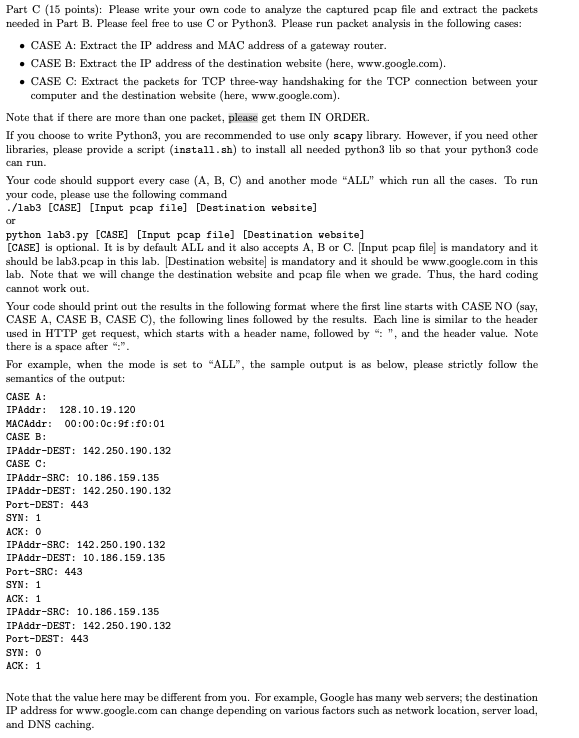 Part C (15 points): Please write your own code to analyze the captured pcap file and extract the packets
needed in Part B. Please feel free to use C or Python3. Please run packet analysis in the following cases:
• CASE A: Extract the IP address and MAC address of a gateway router.
• CASE B: Extract the IP address of the destination website (here, www.google.com).
• CASE C: Extract the packets for TCP three-way handshaking for the TCP connection between your
computer and the destination website (here, www.google.com).
Note that if there are more than one packet, please get them IN ORDER.
If you choose to write Python3, you are recommended to use only scapy library. However, if you need other
libraries, please provide a script (install.sh) to install all needed python3 lib so that your python3 code
can run.
Your code should support every case (A, B, C) and another mode “ALL” which run all the cases. To run
your code, please use the following command
./lab3 [CASE] [Input pcap file] [Destination website]
or
python lab3.py [CASE] [Input pcap file] [Destination website]
[CASE] is optional. It is by default ALL and it also accepts A, B or C. [Input pcap file] is mandatory and it
should be lab3.pcap in this lab. [Destination website] is mandatory and it should be www.google.com in this
lab. Note that we will change the destination website and pcap file when we grade. Thus, the hard coding
cannot work out.
Your code should print out the results in the following format where the first line starts with CASE NO (say,
CASE A, CASE B, CASE C), the following lines followed by the results. Each line is similar to the header
used in HTTP get request, which starts with a header name, followed by “: ”, and the header value. Note
there is a space after “:”.
For example, when the mode is set to “ALL”, the sample output is as below, please strictly follow the
semantics of the output:
CASE A:
IPAddr: 128.10.19.120
MACAddr: 00:00:0c:9f:f0:01
CASE B:
IPAddr-DEST: 142.250.190.132
CASE C:
IPAddr-SRC: 10.186.159.135
IPAddr-DEST: 142.250.190.132
Port-DEST: 443
SYN: 1
ACK: 0
IPAddr-SRC: 142.250.190.132
IPAddr-DEST: 10.186.159.135
Port-SRC: 443
SYN: 1
ACK: 1
IPAddr-SRC: 10.186.159.135
IPAddr-DEST: 142.250.190.132
Port-DEST: 443
SYN: 0
ACK: 1
Note that the value here may be different from you. For example, Google has many web servers; the destination
IP address for www.google.com can change depending on various factors such as network location, server load,
and DNS caching.